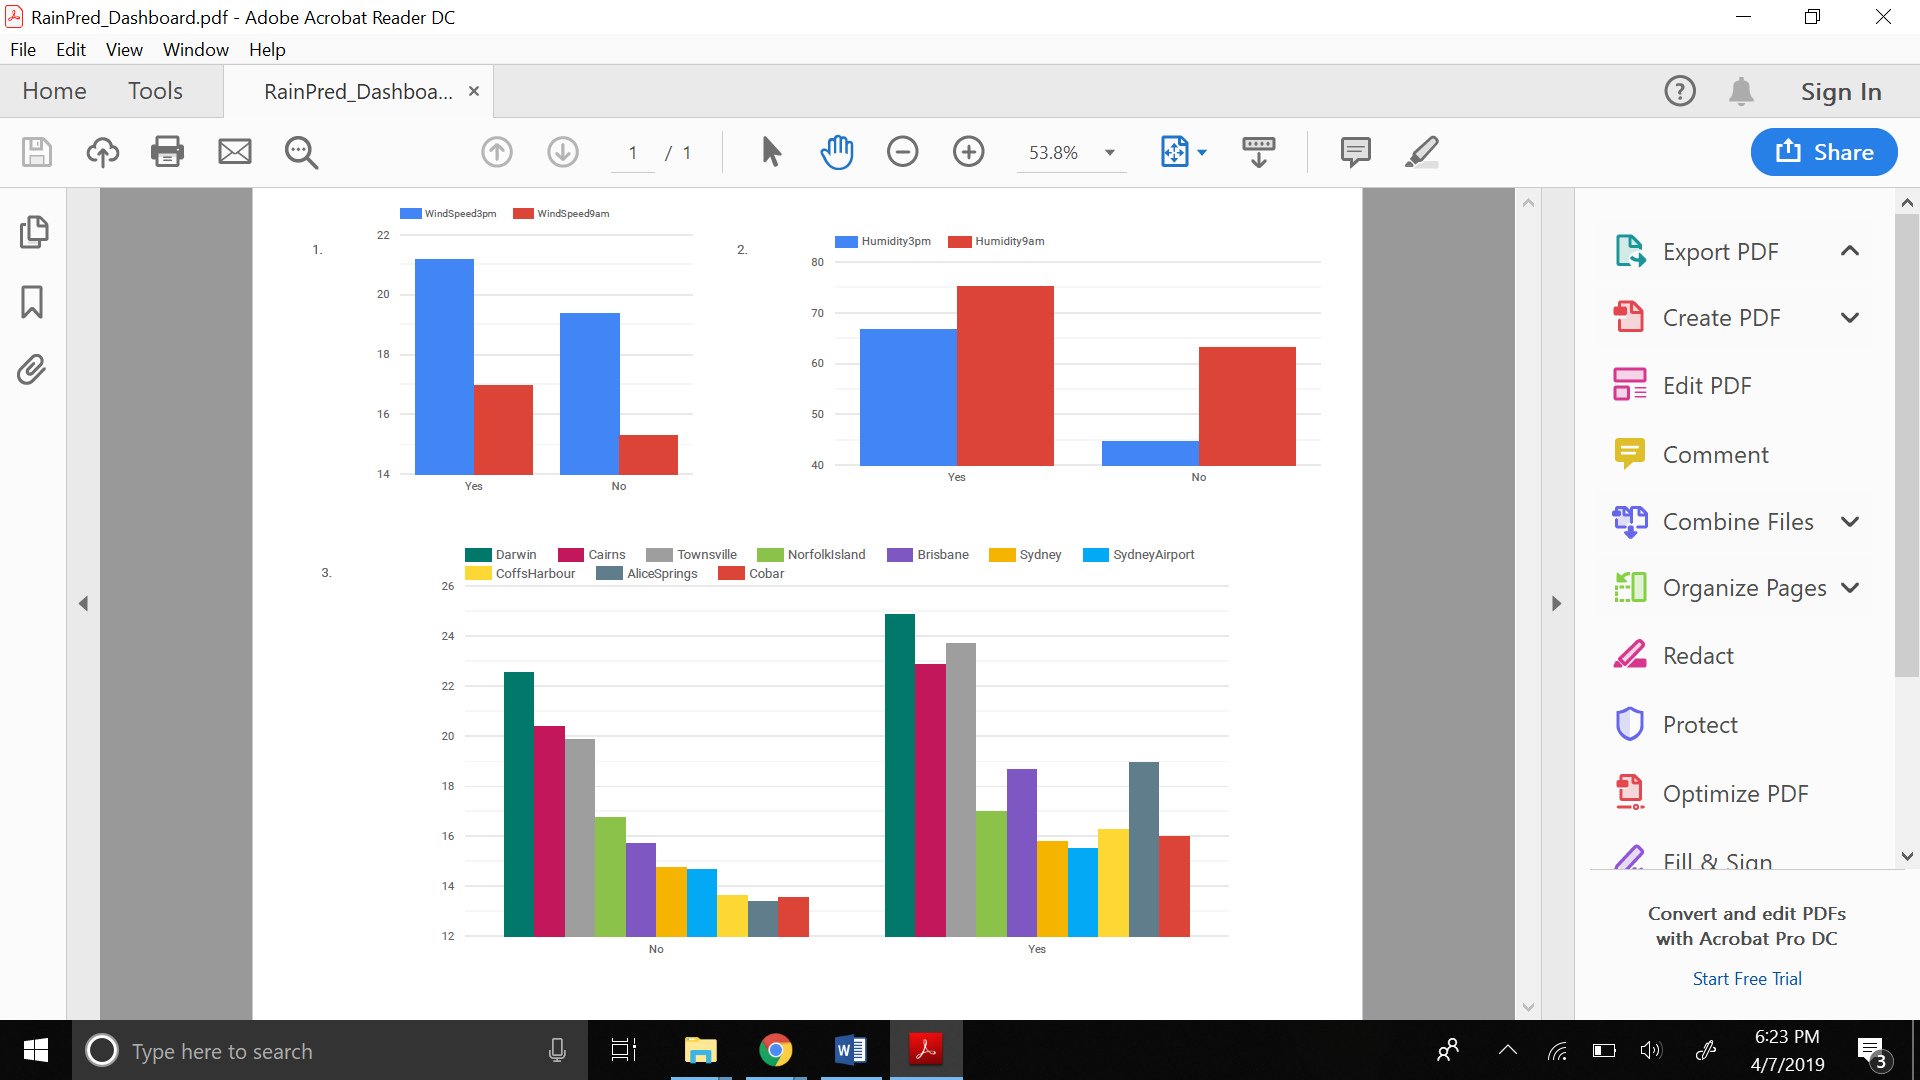 RainPred_Dashboard.pdf - Adobe Acrobat Reader DC
File Edit View Window Help
Home Tools RainPred_Dashboa... × Sign In
1 / 1 53.8% Share
WindSpeed3pm WindSpeed9am
1.
22
20
18
16
14
Yes No
2.
Humidity3pm Humidity9am
80
70
60
50
40
Yes No
3.
Darwin Cairns Townsville NorfolkIsland Brisbane Sydney SydneyAirport
CoffsHarbour AliceSprings Cobar
26
24
22
20
18
16
14
12
No Yes
Export PDF
Create PDF
Edit PDF
Comment
Combine Files
Organize Pages
Redact
Protect
Optimize PDF
Fill & Sign
Convert and edit PDFs
with Acrobat Pro DC
Start Free Trial
Type here to search
6:23 PM
4/7/2019
3